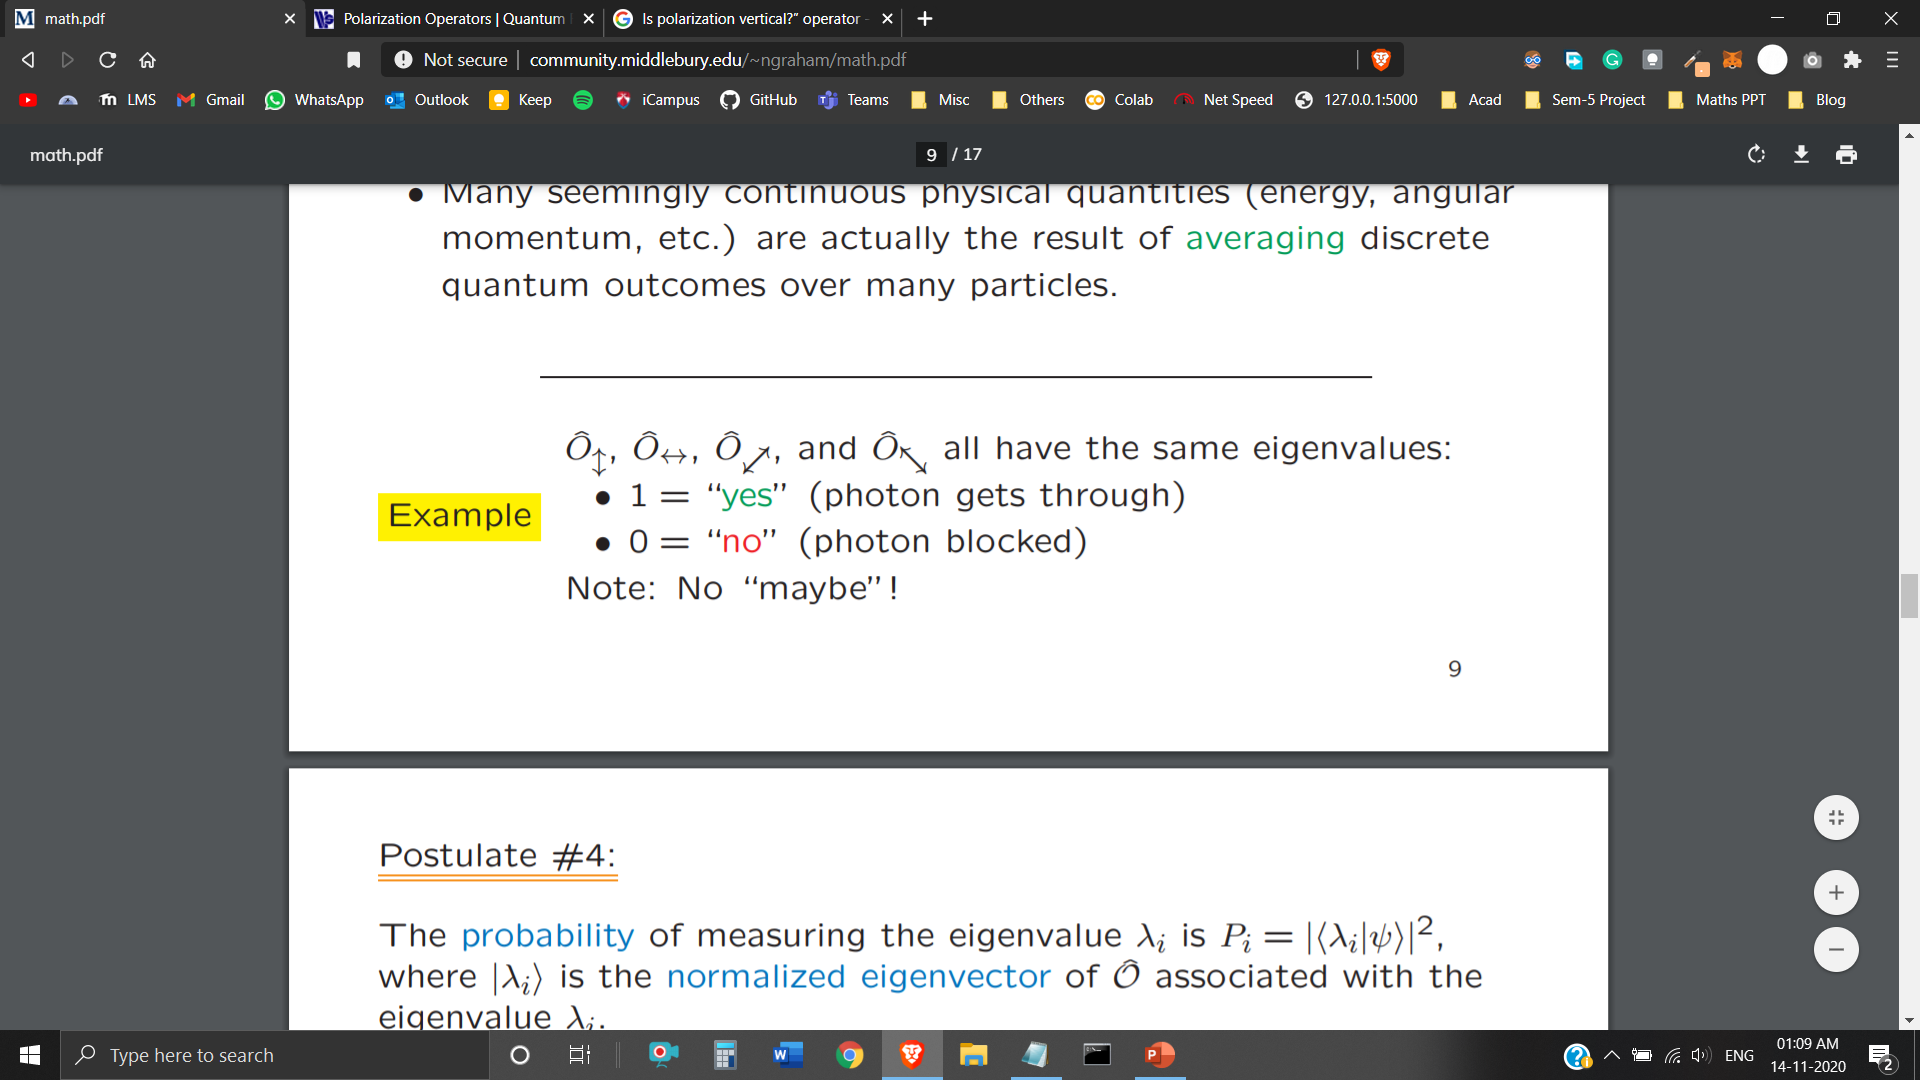 math.pdf
Polarization Operators | Quantum
Is polarization vertical?" operator -
Not secure | community.middlebury.edu/~ngraham/math.pdf
LMS Gmail WhatsApp Outlook Keep iCampus GitHub Teams Misc Others Colab Net Speed 127.0.0.1:5000 Acad Sem-5 Project Maths PPT Blog
math.pdf 9 / 17
• Many seemingly continuous physical quantities (energy, angular
momentum, etc.) are actually the result of averaging discrete
quantum outcomes over many particles.
Ô↕, Ô↔, Ô⤢, and Ô⤡ all have the same eigenvalues:
• 1 = “yes” (photon gets through)
Example
• 0 = “no” (photon blocked)
Note: No “maybe”!
9
Postulate #4:
The probability of measuring the eigenvalue λᵢ is Pᵢ = |⟨λᵢ|ψ⟩|²,
where |λᵢ⟩ is the normalized eigenvector of Ô associated with the
eigenvalue λᵢ.
Type here to search
ENG
01:09 AM
14-11-2020
2